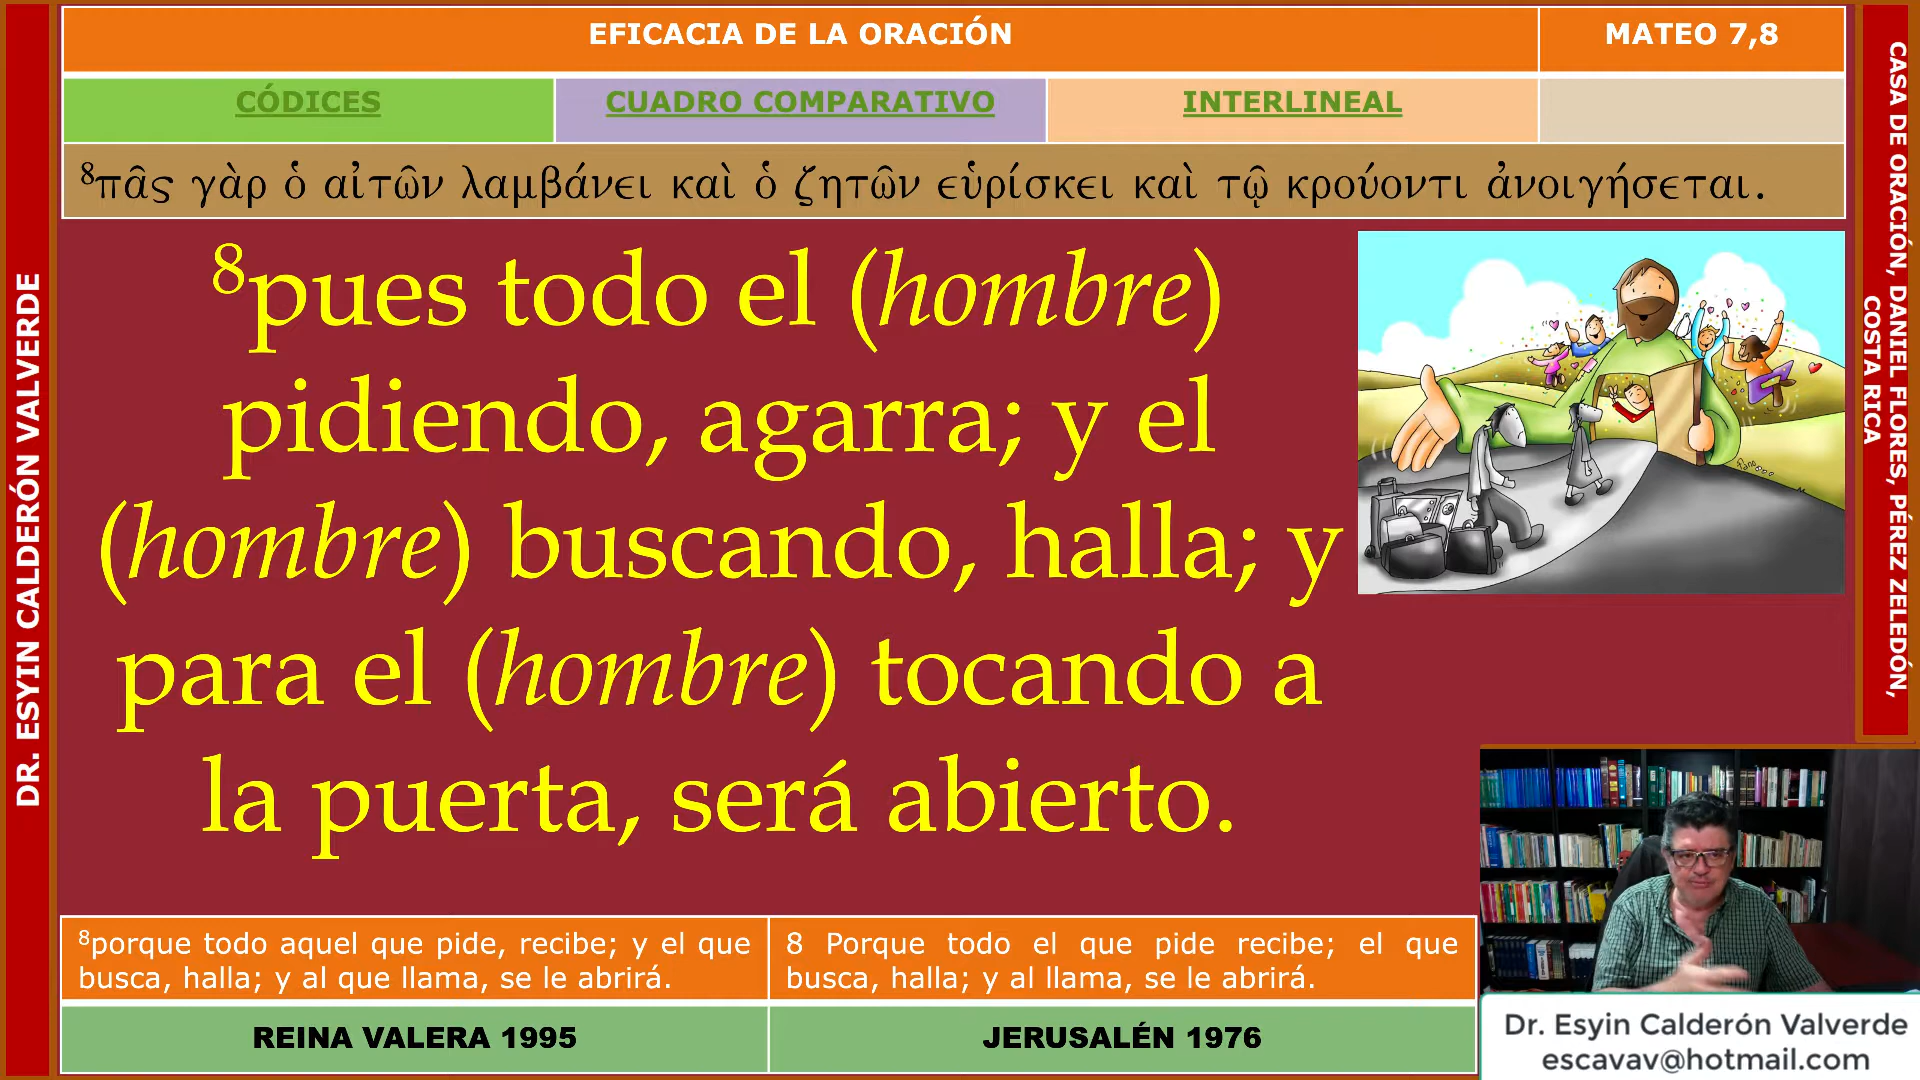 EFICACIA DE LA ORACIÓN
MATEO 7,8
CÓDICES
CUADRO COMPARATIVO
INTERLINEAL
⁸πᾶς γὰρ ὁ αἰτῶν λαμβάνει καὶ ὁ ζητῶν εὑρίσκει καὶ τῷ κρούοντι ἀνοιγήσεται.
⁸pues todo el (hombre)
pidiendo, agarra; y el
(hombre) buscando, halla; y
para el (hombre) tocando a
la puerta, será abierto.
⁸porque todo aquel que pide, recibe; y el que
busca, halla; y al que llama, se le abrirá.
8 Porque todo el que pide recibe; el que
busca, halla; y al llama, se le abrirá.
REINA VALERA 1995
JERUSALÉN 1976
DR. ESYIN CALDERÓN VALVERDE
CASA DE ORACIÓN, DANIEL FLORES, PÉREZ ZELEDÓN,
COSTA RICA
Dr. Esyin Calderón Valverde
escavav@hotmail.com